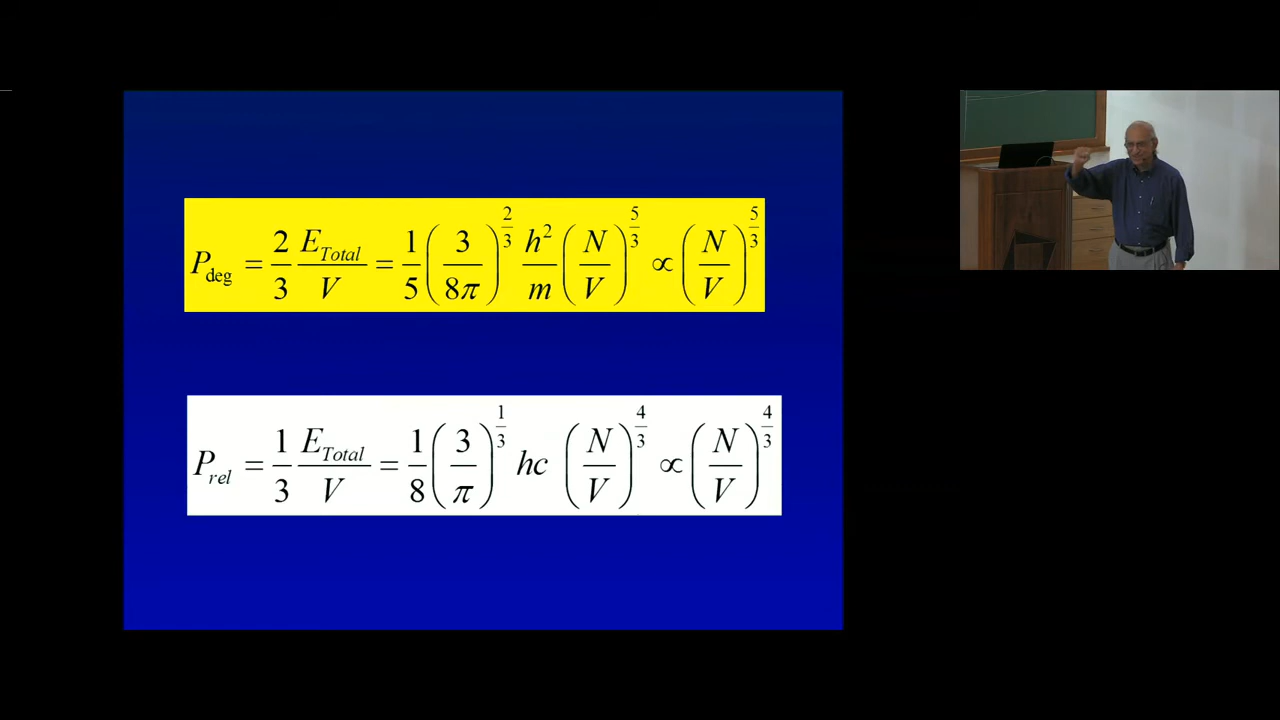 P_deg = 2/3 E_Total/V = 1/5 (3/8π)^(2/3) h²/m (N/V)^(5/3) ∝ (N/V)^(5/3)
P_rel = 1/3 E_Total/V = 1/8 (3/π)^(1/3) hc (N/V)^(4/3) ∝ (N/V)^(4/3)